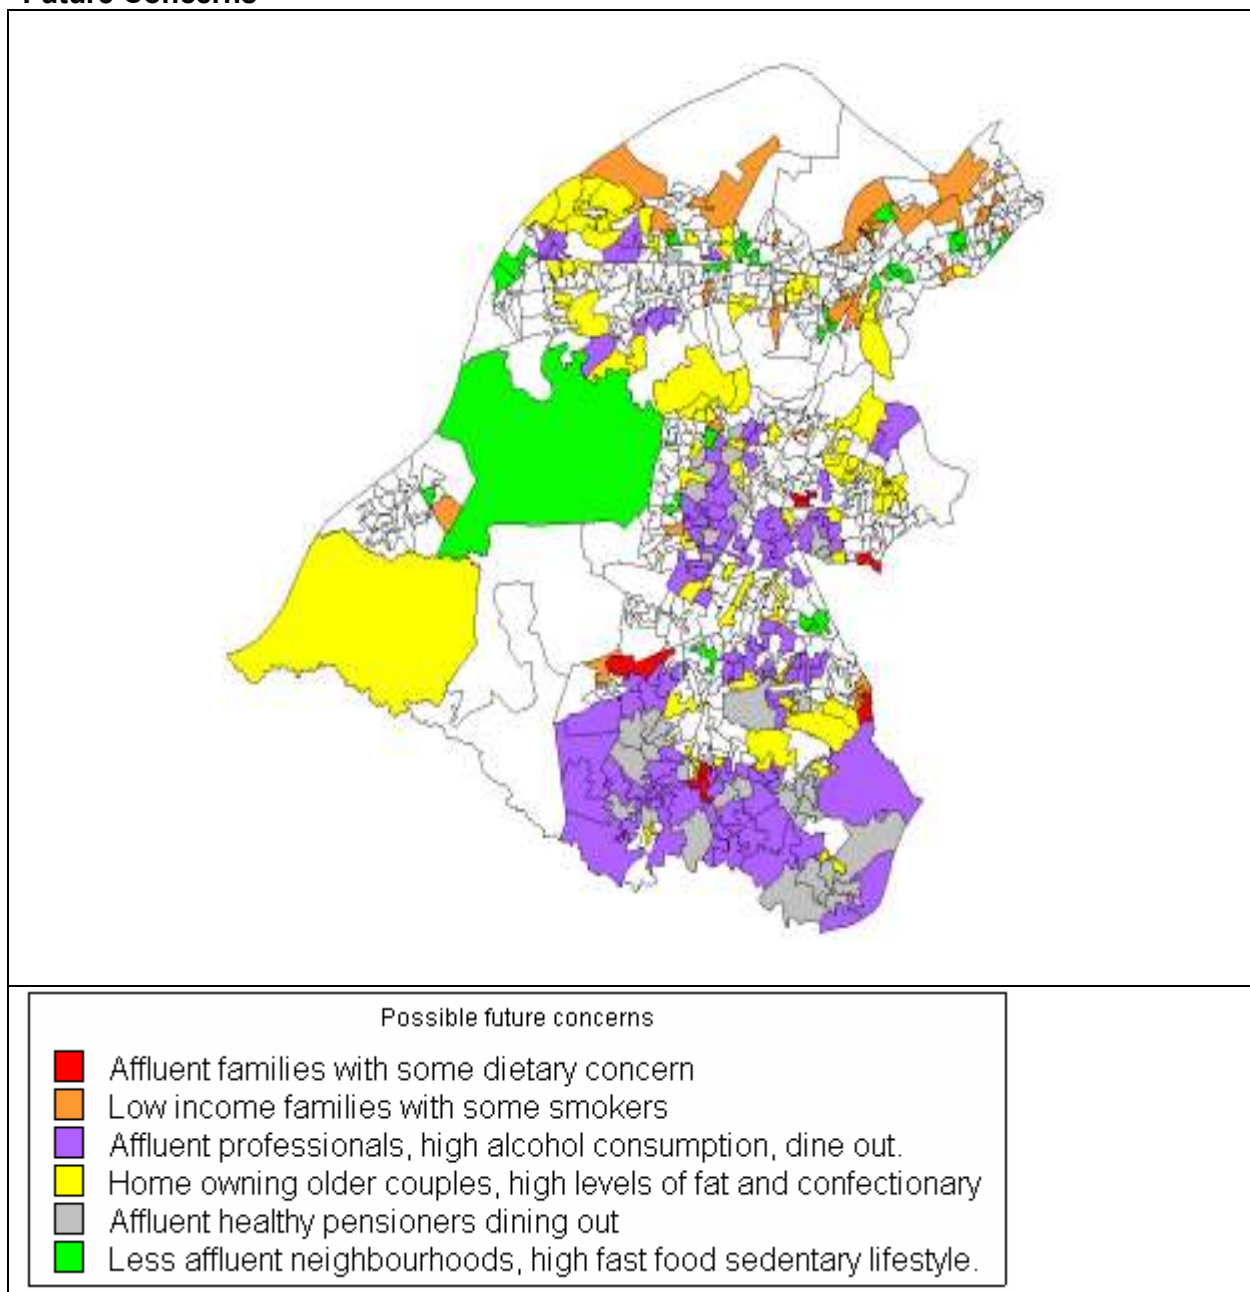 Future Concerns
Possible future concerns
Affluent families with some dietary concern
Low income families with some smokers
Affluent professionals, high alcohol consumption, dine out.
Home owning older couples, high levels of fat and confectionary
Affluent healthy pensioners dining out
Less affluent neighbourhoods, high fast food sedentary lifestyle.